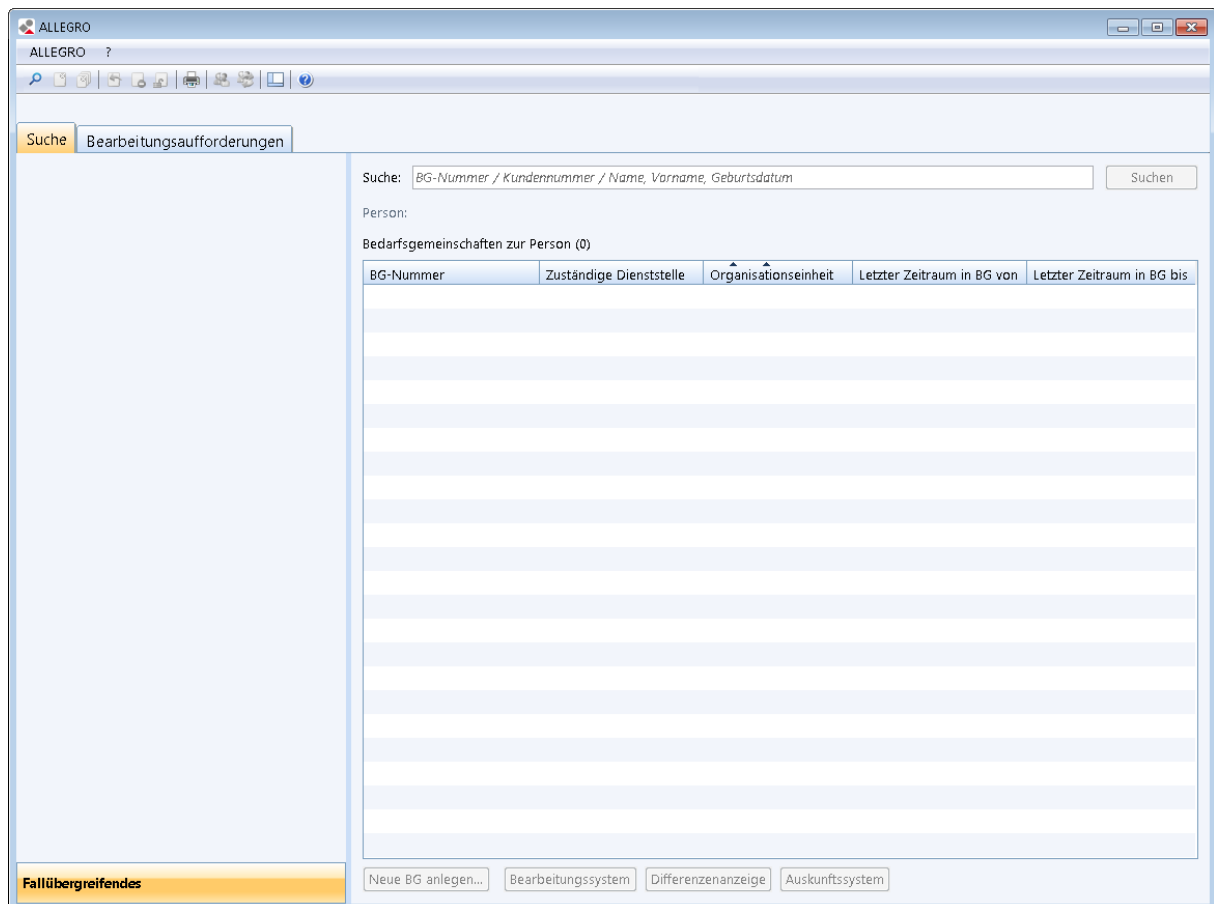 ALLEGRO
ALLEGRO ?
Suche Bearbeitungsaufforderungen
Suche: BG-Nummer / Kundennummer / Name, Vorname, Geburtsdatum Suchen
Person:
Bedarfsgemeinschaften zur Person (0)
BG-Nummer Zuständige Dienststelle Organisationseinheit Letzter Zeitraum in BG von Letzter Zeitraum in BG bis
Fallübergreifendes
Neue BG anlegen... Bearbeitungssystem Differenzenanzeige Auskunftssystem